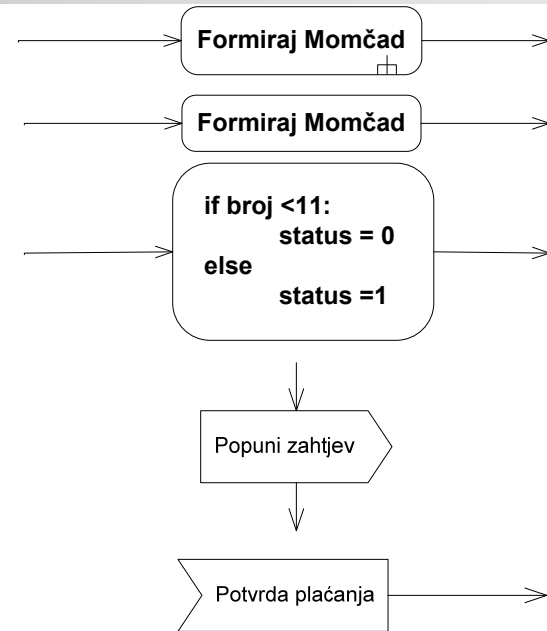 Formiraj Momčad
Formiraj Momčad
if broj <11:
status = 0
else
status =1
Popuni zahtjev
Potvrda plaćanja